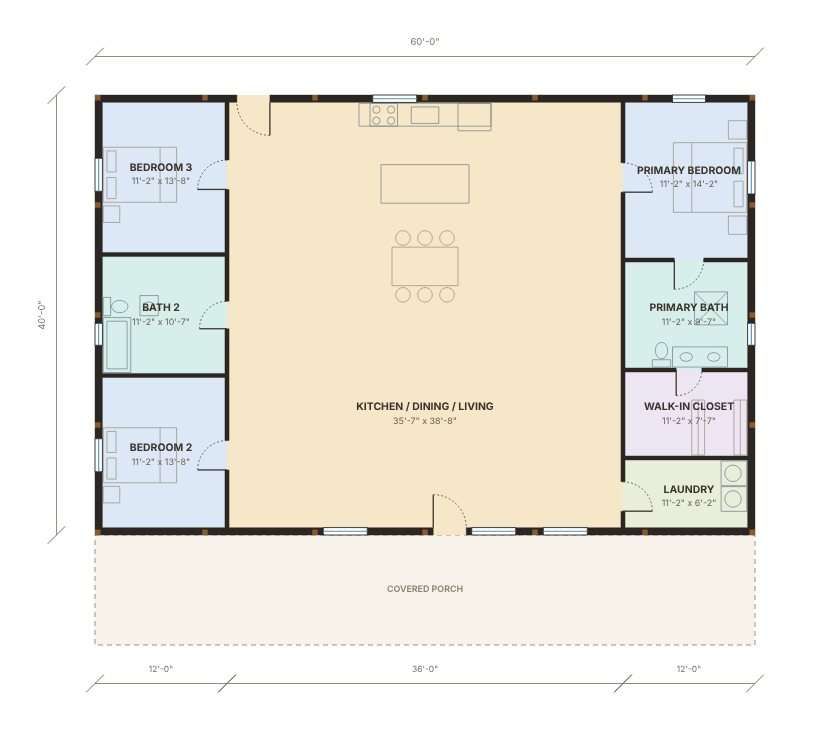 60'-0"
40'-0"
BEDROOM 3
11'-2" x 13'-8"
PRIMARY BEDROOM
11'-2" x 14'-2"
BATH 2
11'-2" x 10'-7"
PRIMARY BATH
11'-2" x 9'-7"
KITCHEN / DINING / LIVING
35'-7" x 38'-8"
WALK-IN CLOSET
11'-2" x 7'-7"
BEDROOM 2
11'-2" x 13'-8"
LAUNDRY
11'-2" x 6'-2"
COVERED PORCH
12'-0"
36'-0"
12'-0"